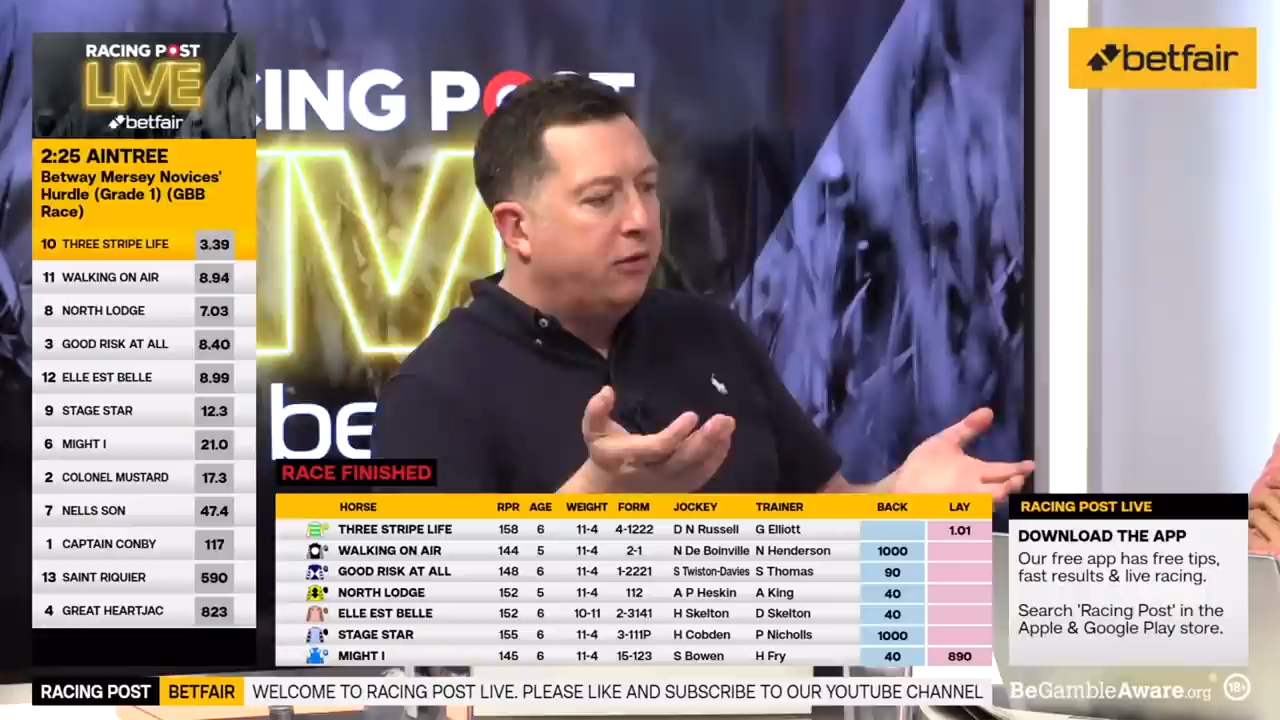 RACING POST
LIVE
betfair
2:25 AINTREE
Betway Mersey Novices'
Hurdle (Grade 1) (GBB
Race)
10 THREE STRIPE LIFE 3.39
11 WALKING ON AIR 8.94
8 NORTH LODGE 7.03
3 GOOD RISK AT ALL 8.40
12 ELLE EST BELLE 8.99
9 STAGE STAR 12.3
6 MIGHT I 21.0
2 COLONEL MUSTARD 17.3
7 NELLS SON 47.4
1 CAPTAIN CONBY 117
13 SAINT RIQUIER 590
4 GREAT HEARTJAC 823
CING POST
be
betfair
RACE FINISHED
HORSE RPR AGE WEIGHT FORM JOCKEY TRAINER BACK LAY
THREE STRIPE LIFE 158 6 11-4 4-1222 D N Russell G Elliott 1.01
WALKING ON AIR 144 5 11-4 2-1 N De Boinville N Henderson 1000
GOOD RISK AT ALL 148 6 11-4 1-2221 S Twiston-Davies S Thomas 90
NORTH LODGE 152 5 11-4 112 A P Heskin A King 40
ELLE EST BELLE 152 6 10-11 2-3141 H Skelton D Skelton 40
STAGE STAR 155 6 11-4 3-111P H Cobden P Nicholls 1000
MIGHT I 145 6 11-4 15-123 S Bowen H Fry 40 890
RACING POST LIVE
DOWNLOAD THE APP
Our free app has free tips,
fast results & live racing.
Search 'Racing Post' in the
Apple & Google Play store.
RACING POST BETFAIR WELCOME TO RACING POST LIVE. PLEASE LIKE AND SUBSCRIBE TO OUR YOUTUBE CHANNEL
BeGambleAware.org 18+